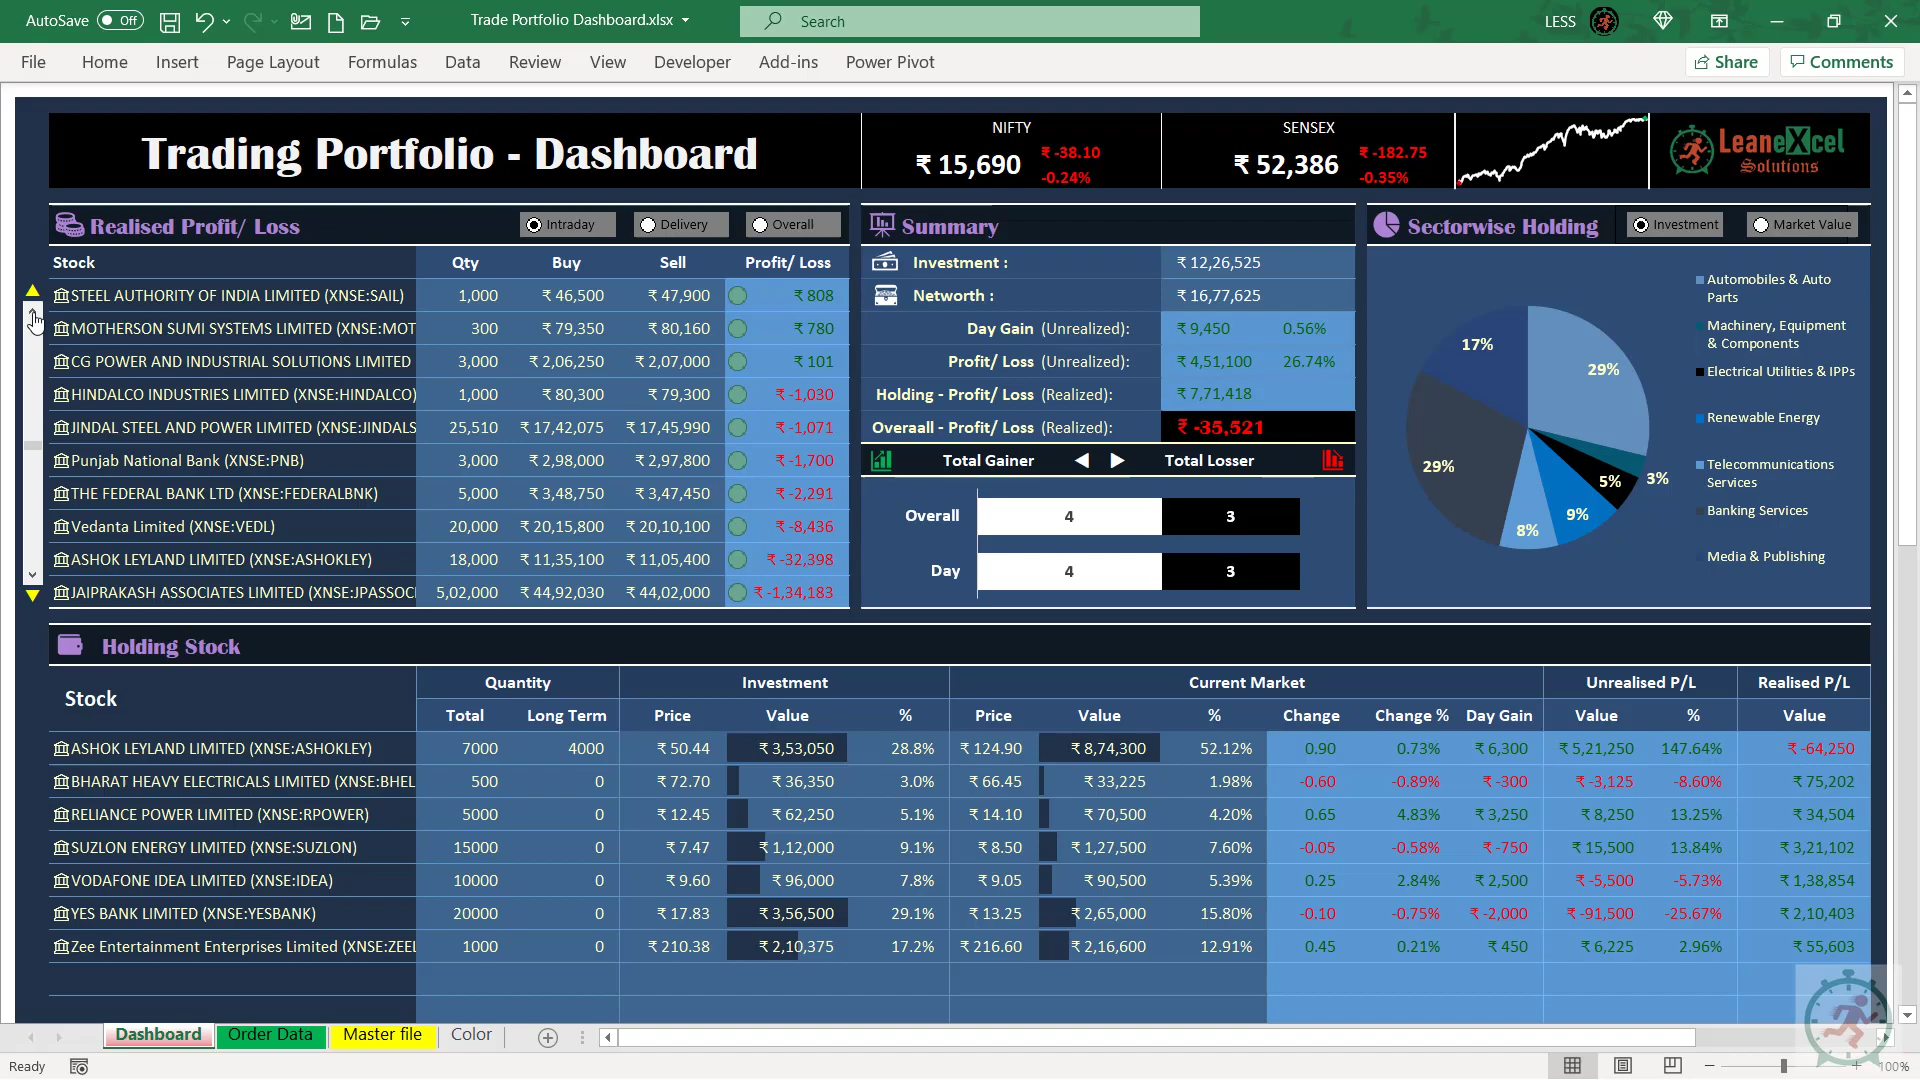 AutoSave Off Trade Portfolio Dashboard.xlsx Search LESS
File Home Insert Page Layout Formulas Data Review View Developer Add-ins Power Pivot Share Comments
Trading Portfolio - Dashboard
NIFTY
₹ 15,690 ₹ -38.10
-0.24%
SENSEX
₹ 52,386 ₹ -182.75
-0.35%
LeaneXcel
Solutions
Realised Profit/ Loss Intraday Delivery Overall
Stock Qty Buy Sell Profit/ Loss
STEEL AUTHORITY OF INDIA LIMITED (XNSE:SAIL) 1,000 ₹ 46,500 ₹ 47,900 ₹ 808
MOTHERSON SUMI SYSTEMS LIMITED (XNSE:MOT 300 ₹ 79,350 ₹ 80,160 ₹ 780
CG POWER AND INDUSTRIAL SOLUTIONS LIMITED 3,000 ₹ 2,06,250 ₹ 2,07,000 ₹ 101
HINDALCO INDUSTRIES LIMITED (XNSE:HINDALCO) 1,000 ₹ 80,300 ₹ 79,300 ₹ -1,030
JINDAL STEEL AND POWER LIMITED (XNSE:JINDALS 25,510 ₹ 17,42,075 ₹ 17,45,990 ₹ -1,071
Punjab National Bank (XNSE:PNB) 3,000 ₹ 2,98,000 ₹ 2,97,800 ₹ -1,700
THE FEDERAL BANK LTD (XNSE:FEDERALBNK) 5,000 ₹ 3,48,750 ₹ 3,47,450 ₹ -2,291
Vedanta Limited (XNSE:VEDL) 20,000 ₹ 20,15,800 ₹ 20,10,100 ₹ -8,436
ASHOK LEYLAND LIMITED (XNSE:ASHOKLEY) 18,000 ₹ 11,35,100 ₹ 11,05,400 ₹ -32,398
JAIPRAKASH ASSOCIATES LIMITED (XNSE:JPASSOC 5,02,000 ₹ 44,92,030 ₹ 44,02,000 ₹ -1,34,183
Summary
Investment : ₹ 12,26,525
Networth : ₹ 16,77,625
Day Gain (Unrealized): ₹ 9,450 0.56%
Profit/ Loss (Unrealized): ₹ 4,51,100 26.74%
Holding - Profit/ Loss (Realized): ₹ 7,71,418
Overaall - Profit/ Loss (Realized): ₹ -35,521
Total Gainer Total Losser
Overall 4 3
Day 4 3
Sectorwise Holding Investment Market Value
29%
3%
5%
9%
8%
29%
17%
Automobiles & Auto
Parts
Machinery, Equipment
& Components
Electrical Utilities & IPPs
Renewable Energy
Telecommunications
Services
Banking Services
Media & Publishing
Holding Stock
Stock Quantity Investment Current Market Unrealised P/L Realised P/L
Total Long Term Price Value % Price Value % Change Change % Day Gain Value % Value
ASHOK LEYLAND LIMITED (XNSE:ASHOKLEY) 7000 4000 ₹ 50.44 ₹ 3,53,050 28.8% ₹ 124.90 ₹ 8,74,300 52.12% 0.90 0.73% ₹ 6,300 ₹ 5,21,250 147.64% ₹ -64,250
BHARAT HEAVY ELECTRICALS LIMITED (XNSE:BHEL 500 0 ₹ 72.70 ₹ 36,350 3.0% ₹ 66.45 ₹ 33,225 1.98% -0.60 -0.89% ₹ -300 ₹ -3,125 -8.60% ₹ 75,202
RELIANCE POWER LIMITED (XNSE:RPOWER) 5000 0 ₹ 12.45 ₹ 62,250 5.1% ₹ 14.10 ₹ 70,500 4.20% 0.65 4.83% ₹ 3,250 ₹ 8,250 13.25% ₹ 34,504
SUZLON ENERGY LIMITED (XNSE:SUZLON) 15000 0 ₹ 7.47 ₹ 1,12,000 9.1% ₹ 8.50 ₹ 1,27,500 7.60% -0.05 -0.58% ₹ -750 ₹ 15,500 13.84% ₹ 3,21,102
VODAFONE IDEA LIMITED (XNSE:IDEA) 10000 0 ₹ 9.60 ₹ 96,000 7.8% ₹ 9.05 ₹ 90,500 5.39% 0.25 2.84% ₹ 2,500 ₹ -5,500 -5.73% ₹ 1,38,854
YES BANK LIMITED (XNSE:YESBANK) 20000 0 ₹ 17.83 ₹ 3,56,500 29.1% ₹ 13.25 ₹ 2,65,000 15.80% -0.10 -0.75% ₹ -2,000 ₹ -91,500 -25.67% ₹ 2,10,403
Zee Entertainment Enterprises Limited (XNSE:ZEEL 1000 0 ₹ 210.38 ₹ 2,10,375 17.2% ₹ 216.60 ₹ 2,16,600 12.91% 0.45 0.21% ₹ 450 ₹ 6,225 2.96% ₹ 55,603
Dashboard Order Data Master file Color
Ready 100%